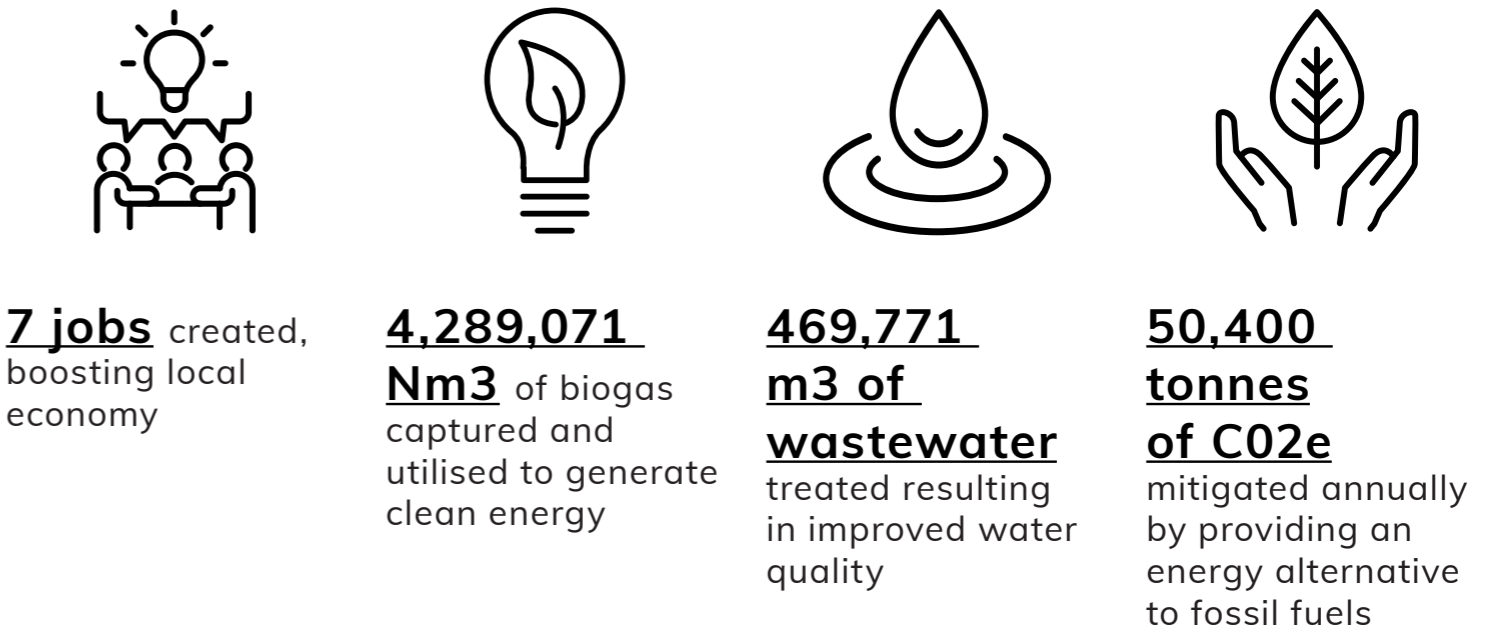 7 jobs created,
boosting local
economy
4,289,071
Nm3 of biogas
captured and
utilised to generate
clean energy
469,771
m3 of
wastewater
treated resulting
in improved water
quality
50,400
tonnes
of C02e
mitigated annually
by providing an
energy alternative
to fossil fuels